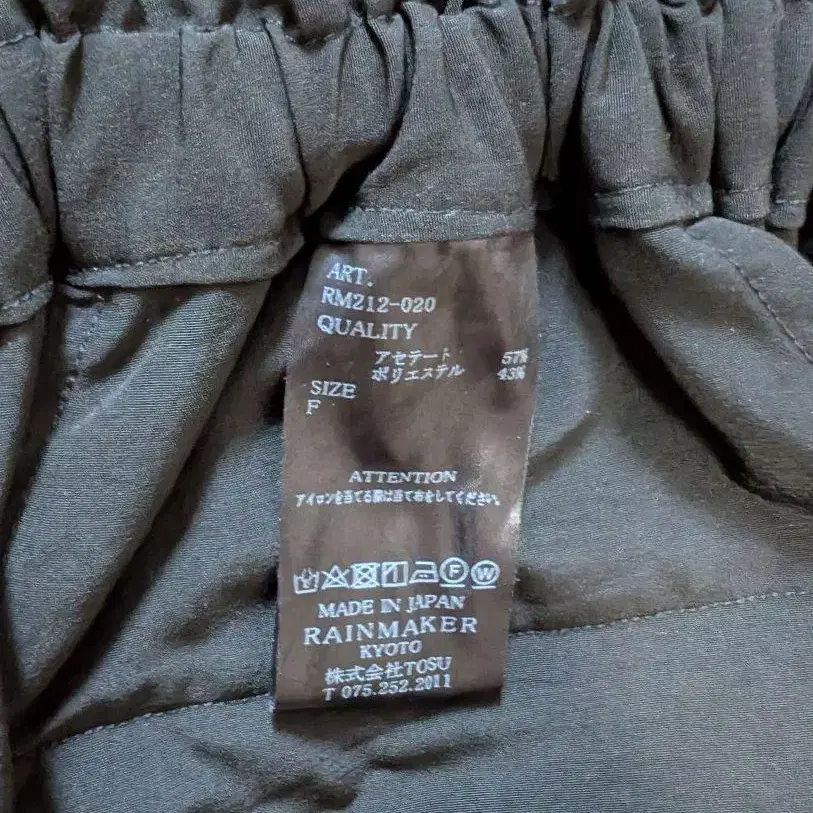 ART.
RM212-020
QUALITY
アセテート 57%
ポリエステル 43%
SIZE
F
ATTENTION
アイロンを当てる際は当て布をしてください。
F W
MADE IN JAPAN
RAINMAKER
KYOTO
株式会社TOSU
T 075.252.2011